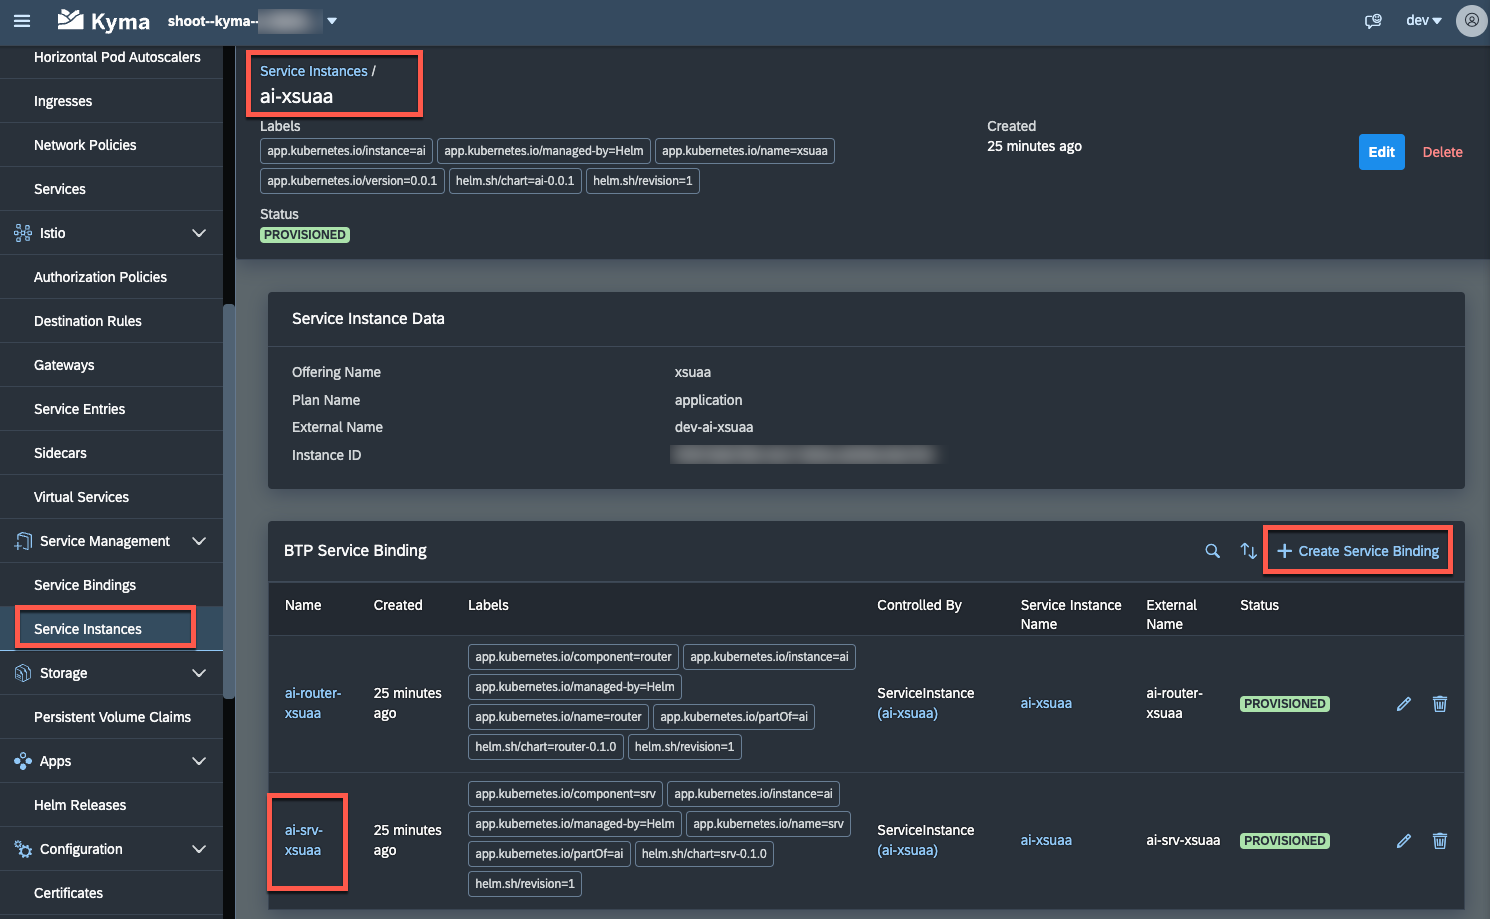 Kyma
shoot--kyma--
dev
Horizontal Pod Autoscalers
Ingresses
Network Policies
Services
Istio
Authorization Policies
Destination Rules
Gateways
Service Entries
Sidecars
Virtual Services
Service Management
Service Bindings
Service Instances
Storage
Persistent Volume Claims
Apps
Helm Releases
Configuration
Certificates
Service Instances /
ai-xsuaa
Labels
app.kubernetes.io/instance=ai app.kubernetes.io/managed-by=Helm app.kubernetes.io/name=xsuaa
app.kubernetes.io/version=0.0.1 helm.sh/chart=ai-0.0.1 helm.sh/revision=1
Status
PROVISIONED
Created
25 minutes ago
Edit
Delete
Service Instance Data
Offering Name xsuaa
Plan Name application
External Name dev-ai-xsuaa
Instance ID
BTP Service Binding
+ Create Service Binding
Name Created Labels Controlled By Service Instance Name External Name Status
ai-router-
xsuaa
25 minutes
ago
app.kubernetes.io/component=router app.kubernetes.io/instance=ai
app.kubernetes.io/managed-by=Helm
app.kubernetes.io/name=router app.kubernetes.io/partOf=ai
helm.sh/chart=router-0.1.0 helm.sh/revision=1
ServiceInstance
(ai-xsuaa)
ai-xsuaa
ai-router-
xsuaa
PROVISIONED
ai-srv-
xsuaa
25 minutes
ago
app.kubernetes.io/component=srv app.kubernetes.io/instance=ai
app.kubernetes.io/managed-by=Helm app.kubernetes.io/name=srv
app.kubernetes.io/partOf=ai helm.sh/chart=srv-0.1.0
helm.sh/revision=1
ServiceInstance
(ai-xsuaa)
ai-xsuaa
ai-srv-xsuaa
PROVISIONED